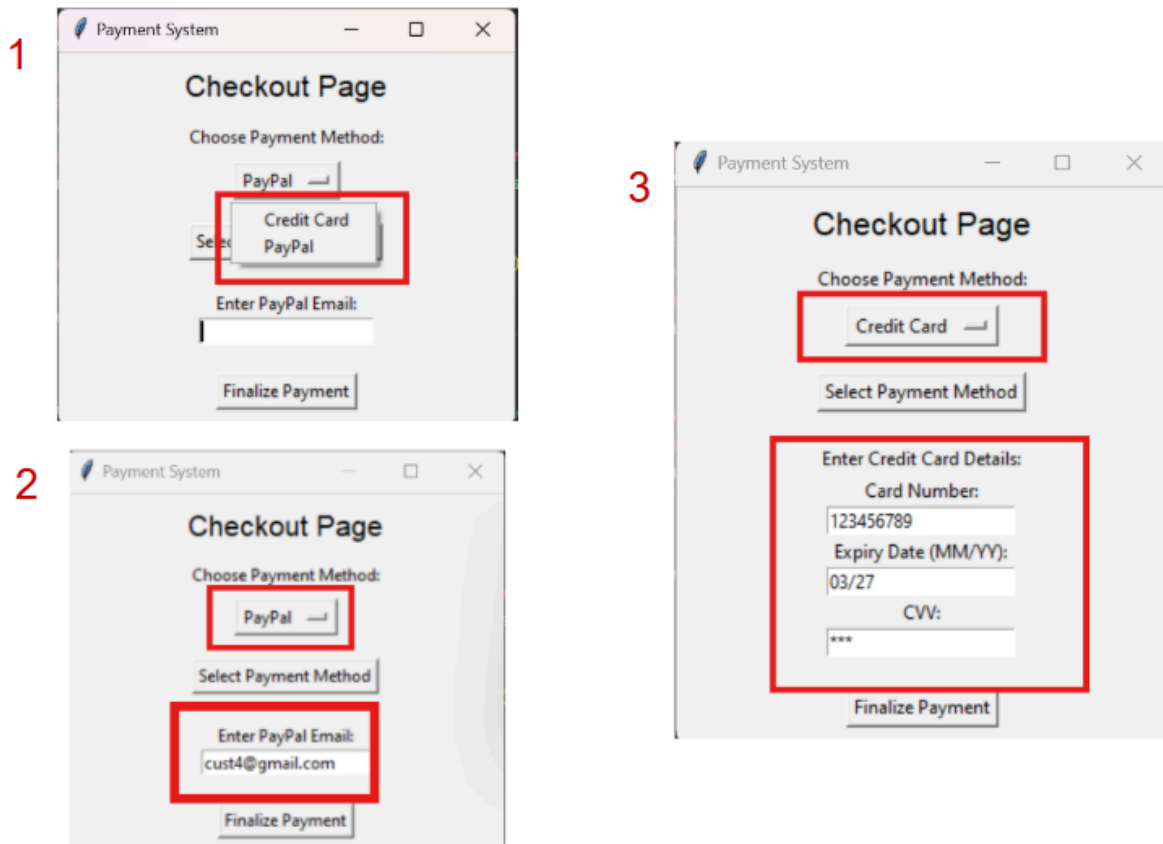 1
Payment System
Checkout Page
Choose Payment Method:
PayPal
Credit Card
PayPal
Enter PayPal Email:
Finalize Payment
2
Payment System
Checkout Page
Choose Payment Method:
PayPal
Select Payment Method
Enter PayPal Email:
cust4@gmail.com
Finalize Payment
3
Payment System
Checkout Page
Choose Payment Method:
Credit Card
Select Payment Method
Enter Credit Card Details:
Card Number:
123456789
Expiry Date (MM/YY):
03/27
CVV:
***
Finalize Payment